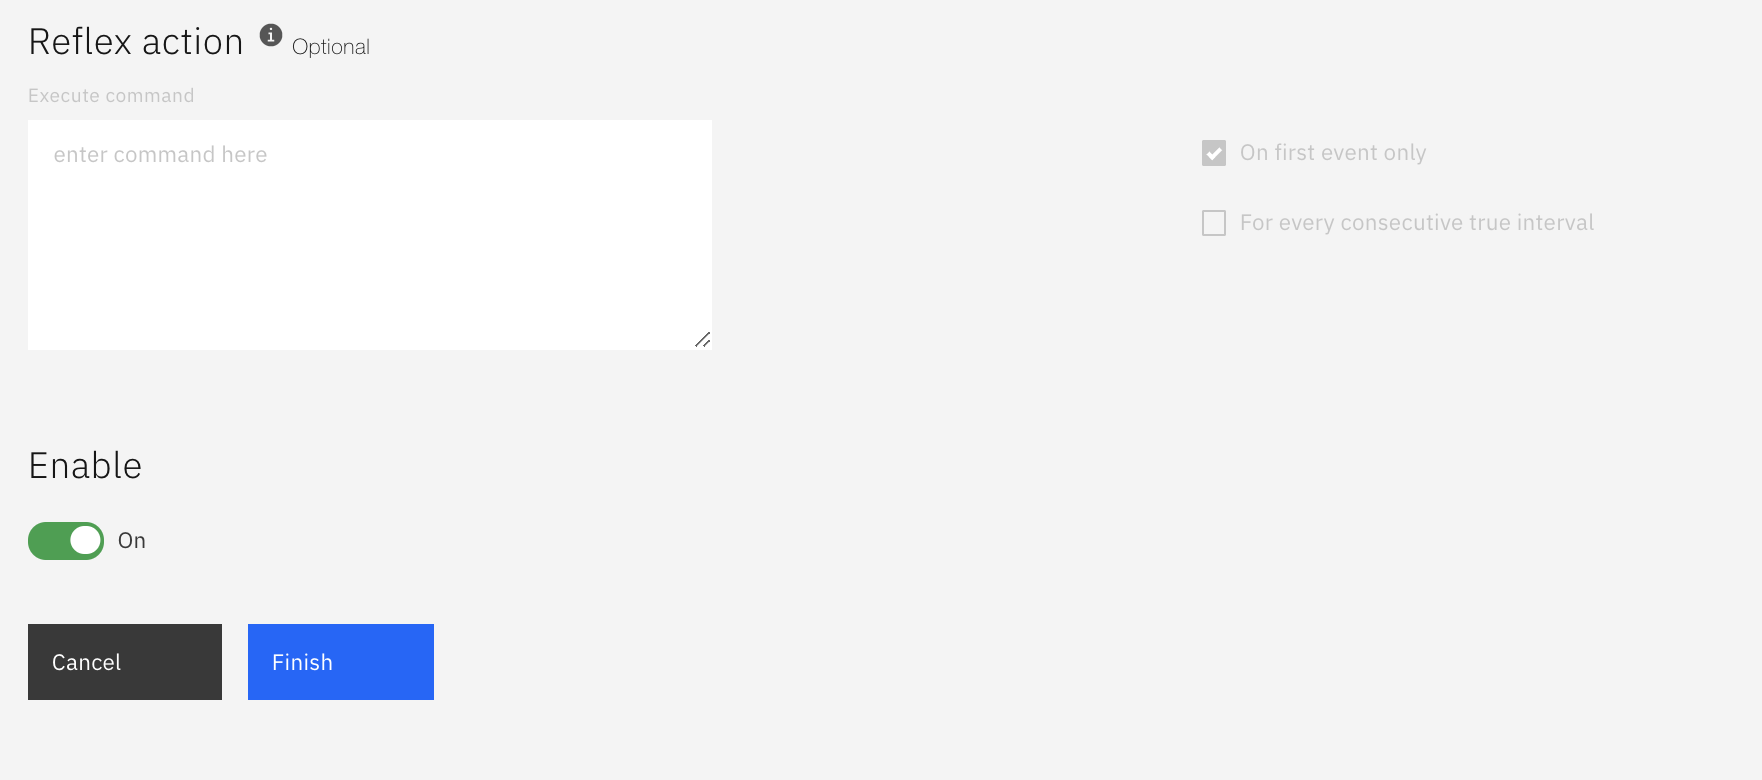 Reflex action Optional
Execute command
enter command here
On first event only
For every consecutive true interval
Enable
On
Cancel
Finish